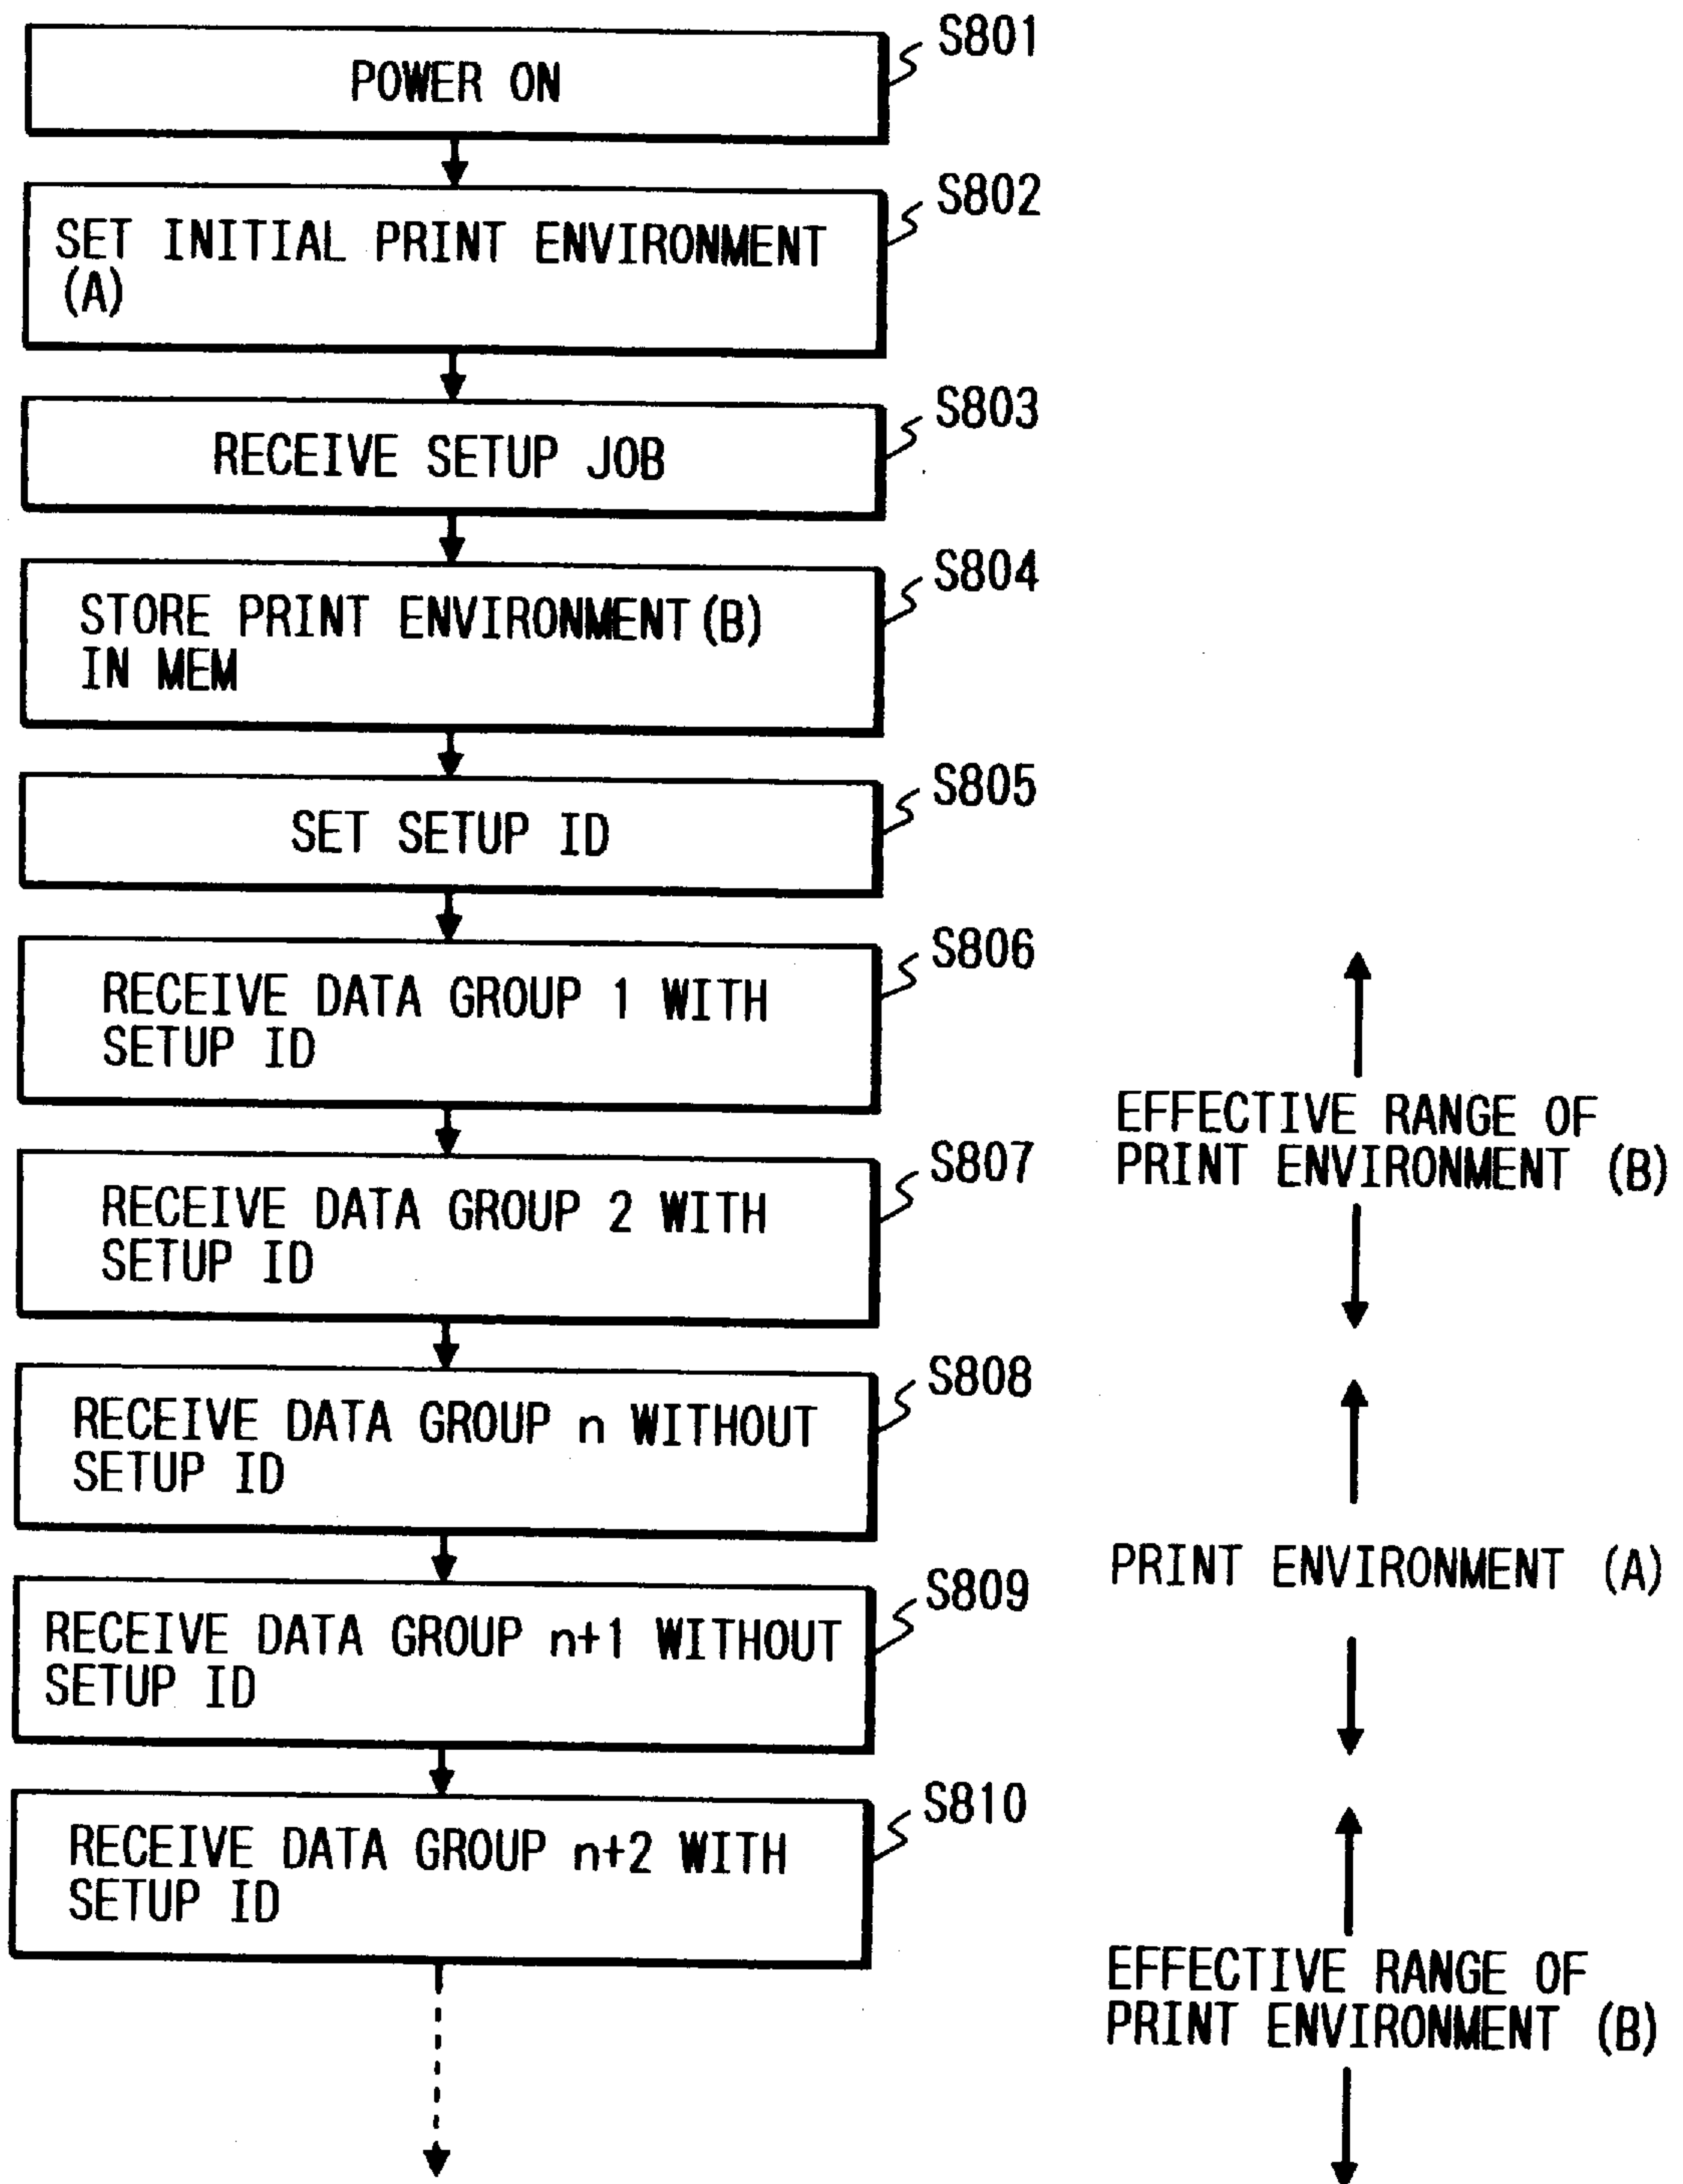 POWER ON
S801
SET INITIAL PRINT ENVIRONMENT
(A)
S802
RECEIVE SETUP JOB
S803
STORE PRINT ENVIRONMENT(B)
IN MEM
S804
SET SETUP ID
S805
RECEIVE DATA GROUP 1 WITH
SETUP ID
S806
RECEIVE DATA GROUP 2 WITH
SETUP ID
S807
EFFECTIVE RANGE OF
PRINT ENVIRONMENT (B)
RECEIVE DATA GROUP n WITHOUT
SETUP ID
S808
RECEIVE DATA GROUP n+1 WITHOUT
SETUP ID
S809
PRINT ENVIRONMENT (A)
RECEIVE DATA GROUP n+2 WITH
SETUP ID
S810
EFFECTIVE RANGE OF
PRINT ENVIRONMENT (B)